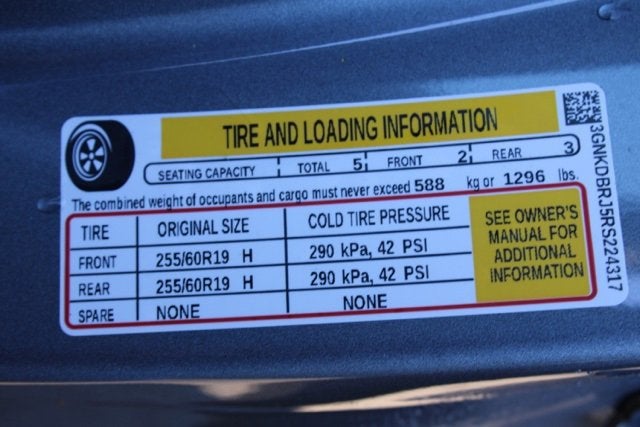 TIRE AND LOADING INFORMATION
SEATING CAPACITY TOTAL 5 FRONT 2 REAR 3
The combined weight of occupants and cargo must never exceed 588 kg or 1296 lbs.
TIRE ORIGINAL SIZE COLD TIRE PRESSURE
FRONT 255/60R19 H 290 kPa, 42 PSI
REAR 255/60R19 H 290 kPa, 42 PSI
SPARE NONE NONE
SEE OWNER'S
MANUAL FOR
ADDITIONAL
INFORMATION
3GNKDBRJ5RS224317